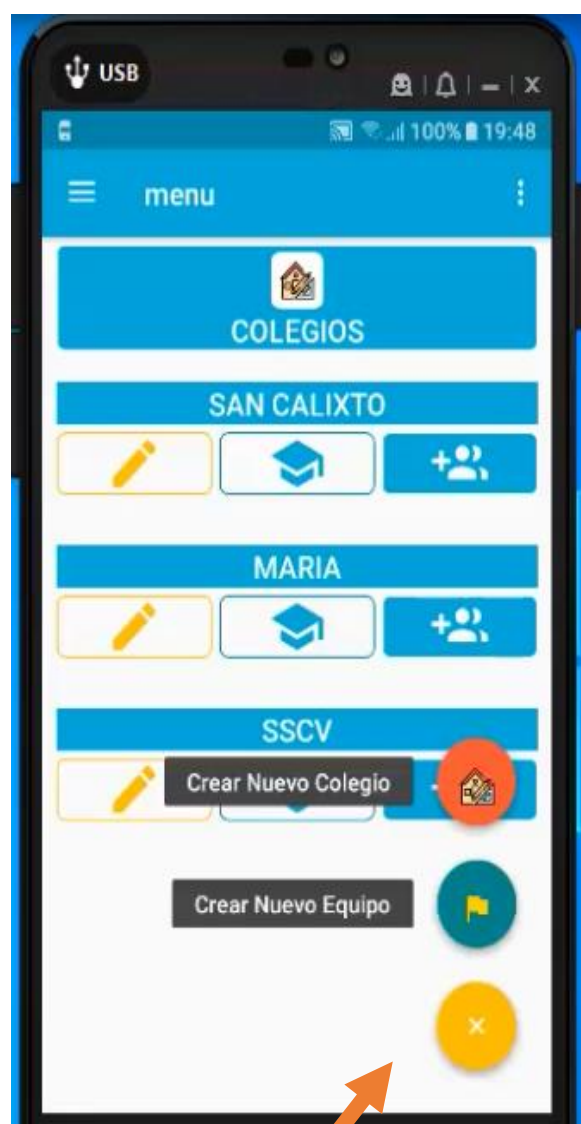 USB
100% 19:48
menu
COLEGIOS
SAN CALIXTO
MARIA
SSCV
Crear Nuevo Colegio
Crear Nuevo Equipo